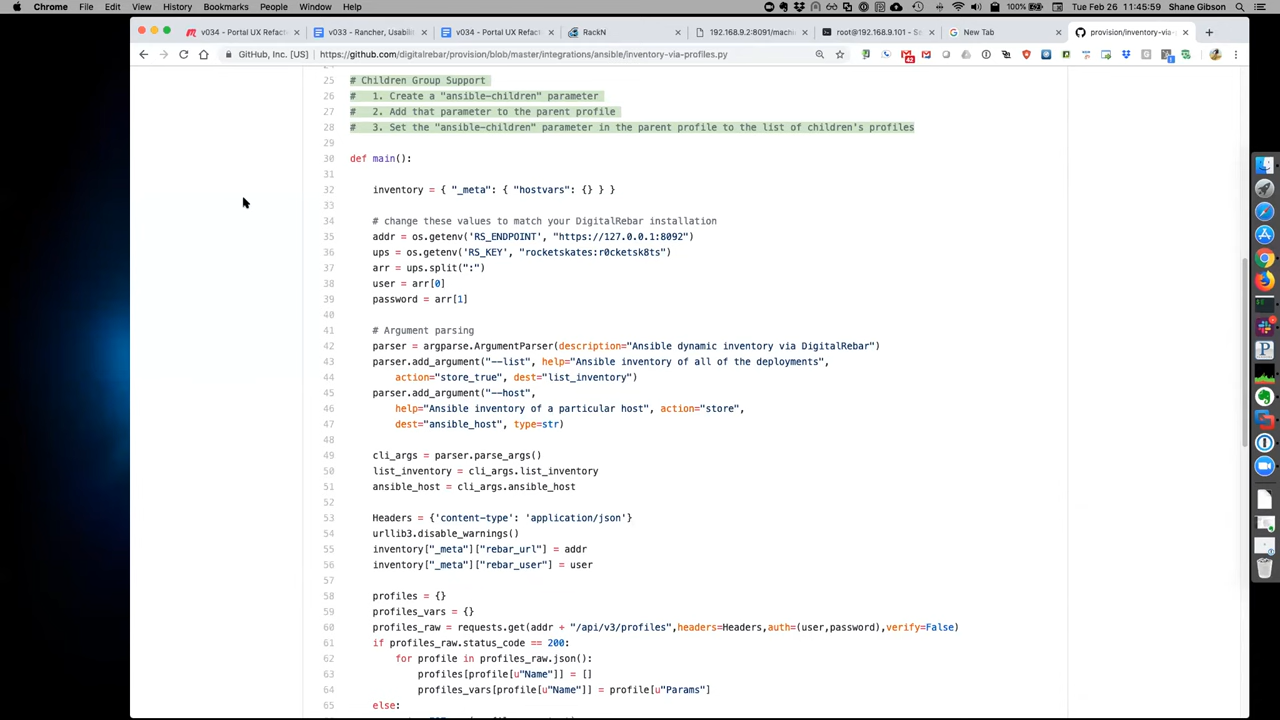 Chrome File Edit View History Bookmarks People Window Help 100% Tue Feb 26 11:45:59 Shane Gibson
v034 - Portal UX Refact × v033 - Rancher, Usabili × v034 - Portal UX Refact × RackN × 192.168.9.2:8091/machin × root@192.168.9.101 - SHELL × New Tab × provision/inventory-via- ×
GitHub, Inc. [US] https://github.com/digitalrebar/provision/blob/master/integrations/ansible/inventory-via-profiles.py
42
25 # Children Group Support
26 #   1. Create a "ansible-children" parameter
27 #   2. Add that parameter to the parent profile
28 #   3. Set the "ansible-children" parameter in the parent profile to the list of children's profiles
29
30 def main():
31
32 inventory = { "_meta": { "hostvars": {} } }
33
34 # change these values to match your DigitalRebar installation
35 addr = os.getenv('RS_ENDPOINT', "https://127.0.0.1:8092")
36 ups = os.getenv('RS_KEY', "rocketskates:r0cketsk8ts")
37 arr = ups.split(":")
38 user = arr[0]
39 password = arr[1]
40
41 # Argument parsing
42 parser = argparse.ArgumentParser(description="Ansible dynamic inventory via DigitalRebar")
43 parser.add_argument("--list", help="Ansible inventory of all of the deployments",
44 action="store_true", dest="list_inventory")
45 parser.add_argument("--host",
46 help="Ansible inventory of a particular host", action="store",
47 dest="ansible_host", type=str)
48
49 cli_args = parser.parse_args()
50 list_inventory = cli_args.list_inventory
51 ansible_host = cli_args.ansible_host
52
53 Headers = {'content-type': 'application/json'}
54 urllib3.disable_warnings()
55 inventory["_meta"]["rebar_url"] = addr
56 inventory["_meta"]["rebar_user"] = user
57
58 profiles = {}
59 profiles_vars = {}
60 profiles_raw = requests.get(addr + "/api/v3/profiles",headers=Headers,auth=(user,password),verify=False)
61 if profiles_raw.status_code == 200:
62 for profile in profiles_raw.json():
63 profiles[profile[u"Name"]] = []
64 profiles_vars[profile[u"Name"]] = profile[u"Params"]
65 else: